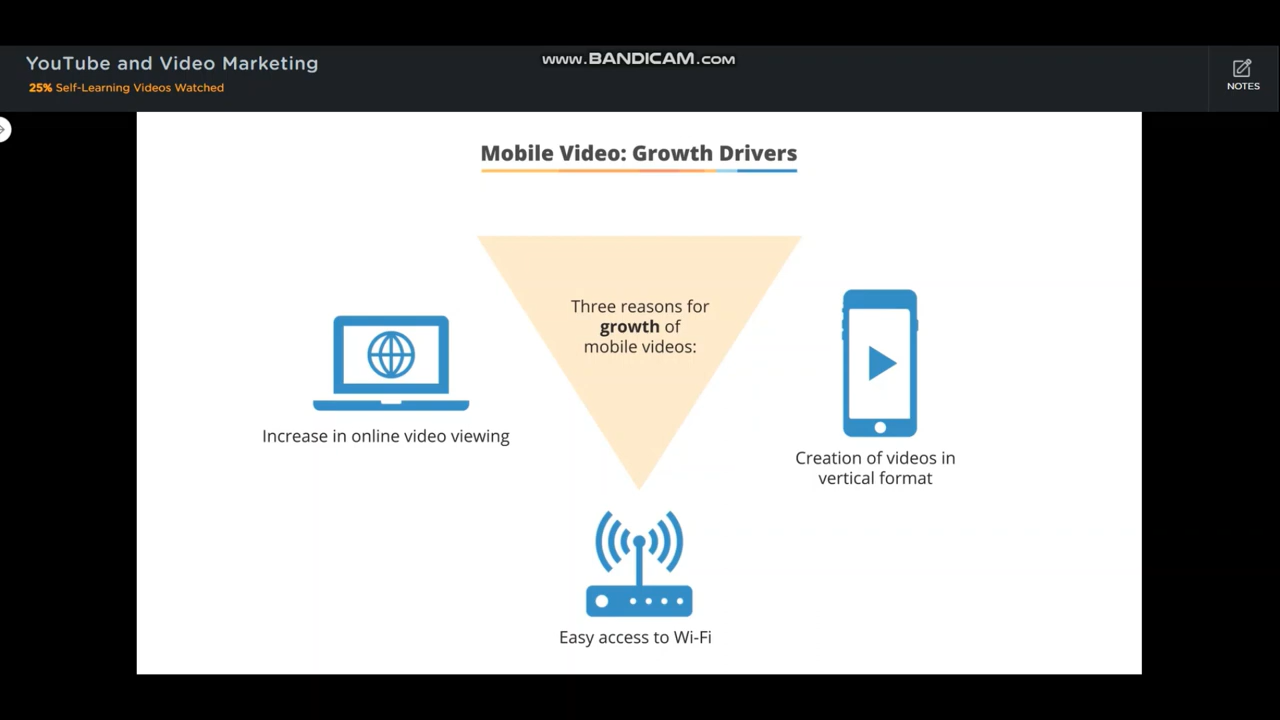 YouTube and Video Marketing
www.BANDICAM.com
25% Self-Learning Videos Watched
NOTES
Mobile Video: Growth Drivers
Three reasons for
growth of
mobile videos:
Increase in online video viewing
Creation of videos in
vertical format
Easy access to Wi-Fi